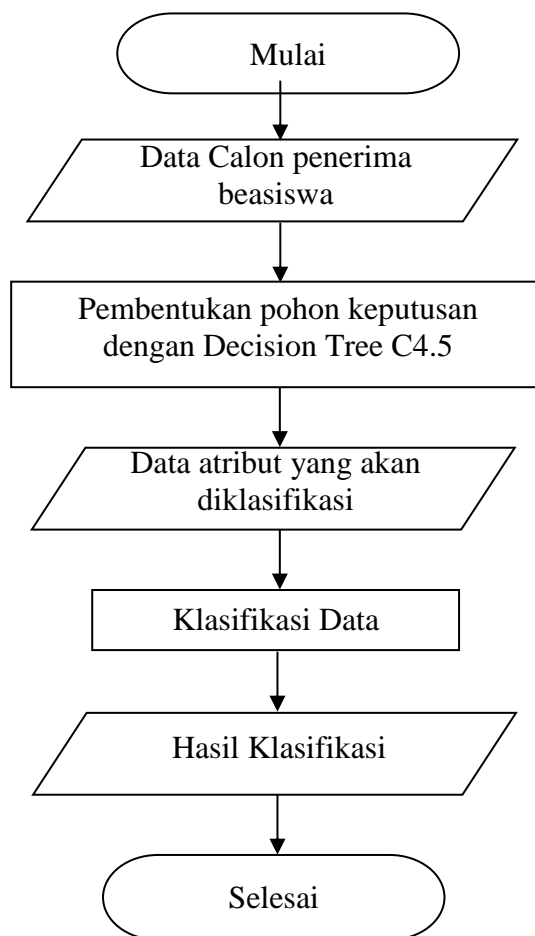 Mulai
Data Calon penerima
beasiswa
Pembentukan pohon keputusan
dengan Decision Tree C4.5
Data atribut yang akan
diklasifikasi
Klasifikasi Data
Hasil Klasifikasi
Selesai